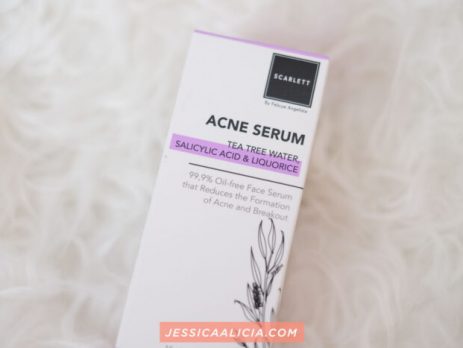 SCARLETT
By Felicya Angelista
ACNE SERUM
TEA TREE WATER,
SALICYLIC ACID & LIQUORICE
99.9% Oil-free Face Serum
that Reduces the Formation
of Acne and Breakout
JESSICAALICIA.COM